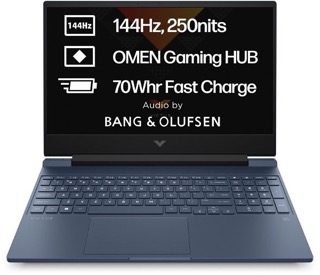 144Hz
144Hz, 250nits
OMEN Gaming HUB
70Whr Fast Charge
Audio by
BANG & OLUFSEN